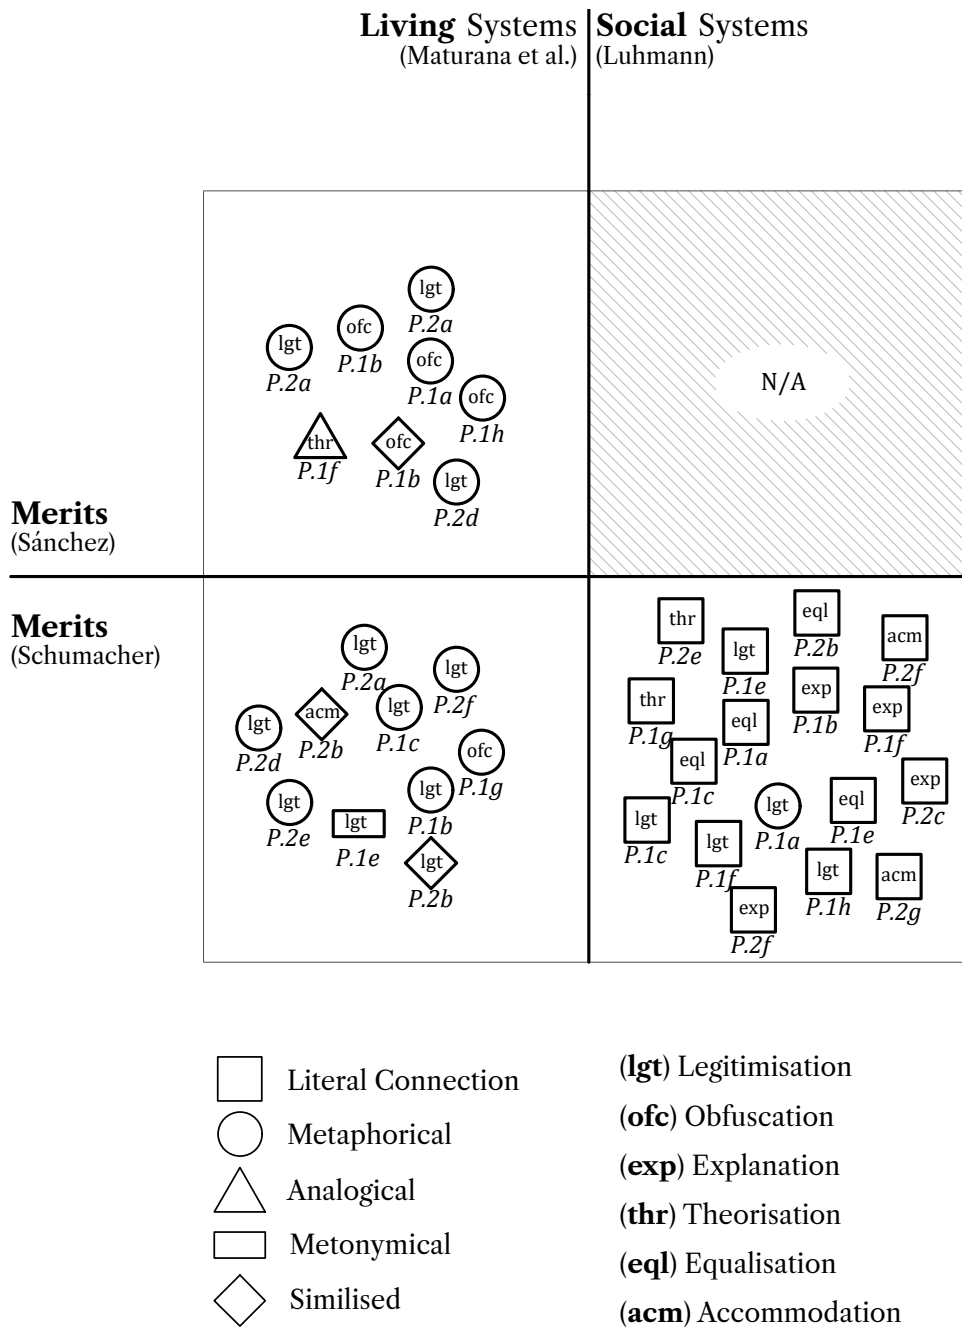 Living Systems
(Maturana et al.)
Social Systems
(Luhmann)
lgt
P.2a
ofc
P.1b
lgt
P.2a
ofc
P.1a
ofc
P.1h
thr
P.1f
ofc
P.1b
lgt
P.2d
N/A
Merits
(Sánchez)
Merits
(Schumacher)
lgt
P.2a
lgt
P.2f
acm
P.2b
lgt
P.1c
lgt
P.2d
ofc
P.1g
lgt
P.2e
lgt
P.1b
lgt
P.1e
lgt
P.2b
thr
P.2e
eql
P.2b
lgt
P.1e
acm
P.2f
thr
P.1g
exp
P.1b
eql
P.1a
exp
P.1f
eql
P.1c
exp
P.2c
lgt
P.1c
lgt
P.1a
eql
P.1e
lgt
P.1f
lgt
P.1h
acm
P.2g
exp
P.2f
Literal Connection
Metaphorical
Analogical
Metonymical
Similised
(lgt) Legitimisation
(ofc) Obfuscation
(exp) Explanation
(thr) Theorisation
(eql) Equalisation
(acm) Accommodation